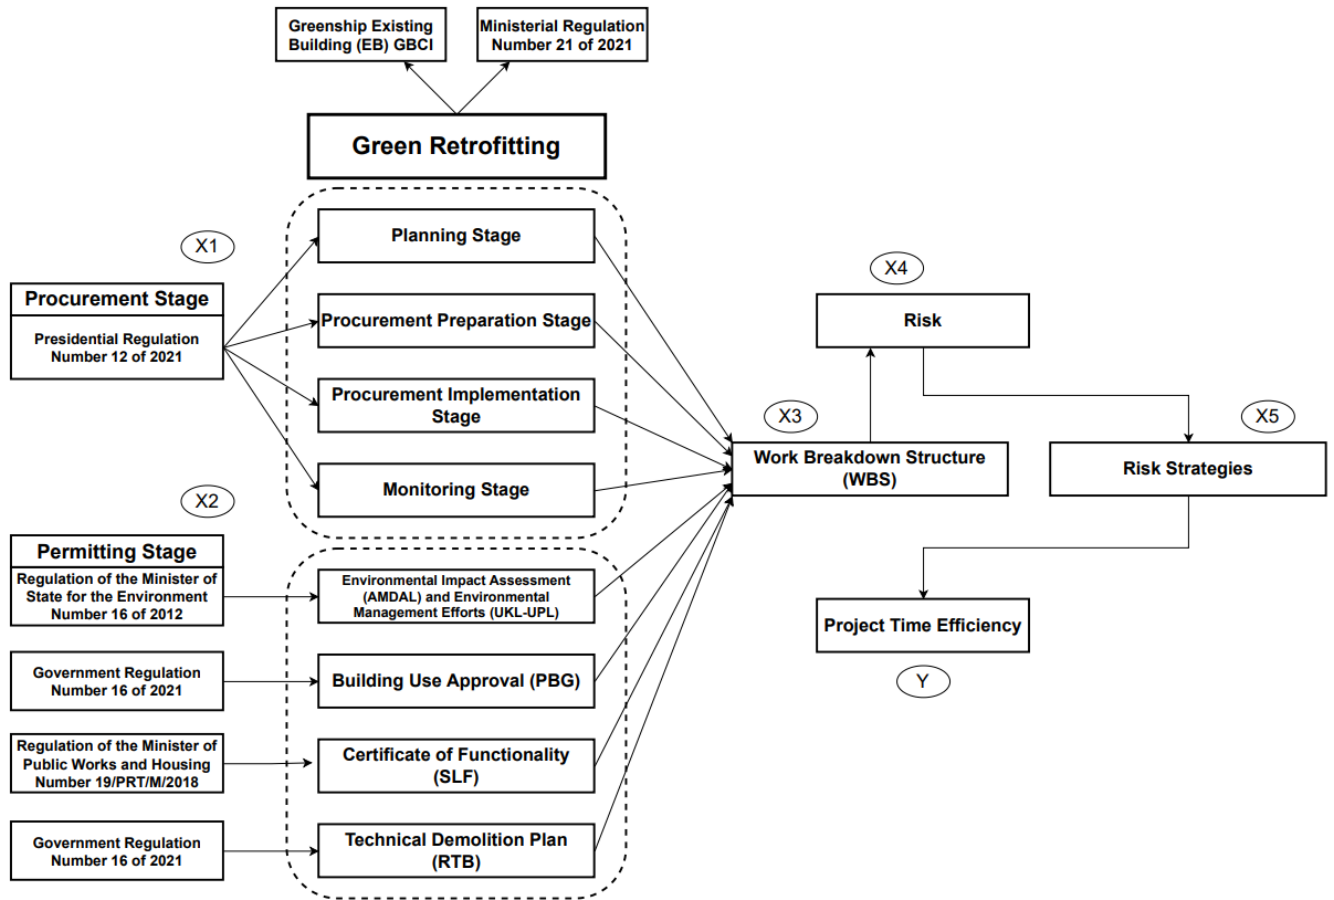 Greenship Existing
Building (EB) GBCI
Ministerial Regulation
Number 21 of 2021
Green Retrofitting
X1
Procurement Stage
Presidential Regulation
Number 12 of 2021
Planning Stage
Procurement Preparation Stage
Procurement Implementation
Stage
Monitoring Stage
X2
Permitting Stage
Regulation of the Minister of
State for the Environment
Number 16 of 2012
Government Regulation
Number 16 of 2021
Regulation of the Minister of
Public Works and Housing
Number 19/PRT/M/2018
Government Regulation
Number 16 of 2021
Environmental Impact Assessment
(AMDAL) and Environmental
Management Efforts (UKL-UPL)
Building Use Approval (PBG)
Certificate of Functionality
(SLF)
Technical Demolition Plan
(RTB)
X3
Work Breakdown Structure
(WBS)
X4
Risk
X5
Risk Strategies
Project Time Efficiency
Y